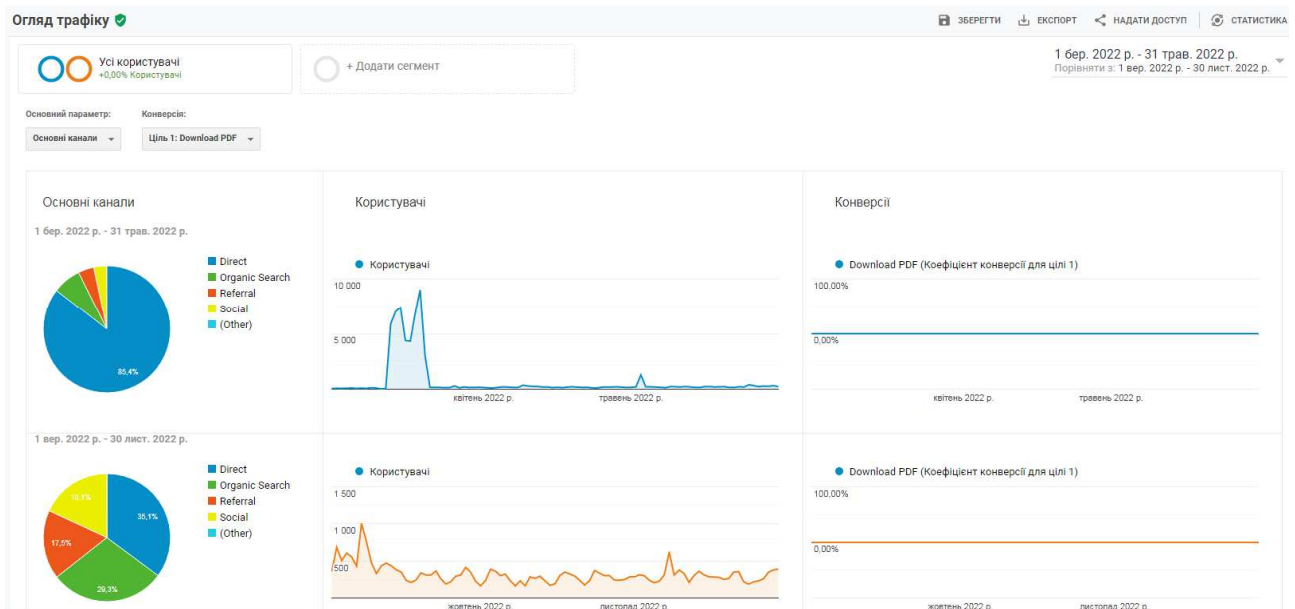 Огляд трафіку
ЗБЕРЕГТИ ЕКСПОРТ НАДАТИ ДОСТУП СТАТИСТИКА
Усі користувачі
+0,00% Користувачі
+ Додати сегмент
1 бер. 2022 р. - 31 трав. 2022 р.
Порівняти з: 1 вер. 2022 р. - 30 лист. 2022 р.
Основний параметр: Конверсія:
Основні канали Ціль 1: Download PDF
Основні канали
1 бер. 2022 р. - 31 трав. 2022 р.
Direct
Organic Search
Referral
Social
(Other)
85,4%
Користувачі
Користувачі
10 000
5 000
квітень 2022 р. травень 2022 р.
Конверсії
Download PDF (Коефіцієнт конверсії для цілі 1)
100,00%
0,00%
квітень 2022 р. травень 2022 р.
1 вер. 2022 р. - 30 лист. 2022 р.
Direct
Organic Search
Referral
Social
(Other)
35,1%
17,5%
29,3%
Користувачі
1 500
1 000
500
жовтень 2022 р. листопад 2022 р.
Download PDF (Коефіцієнт конверсії для цілі 1)
100,00%
0,00%
жовтень 2022 р. листопад 2022 р.